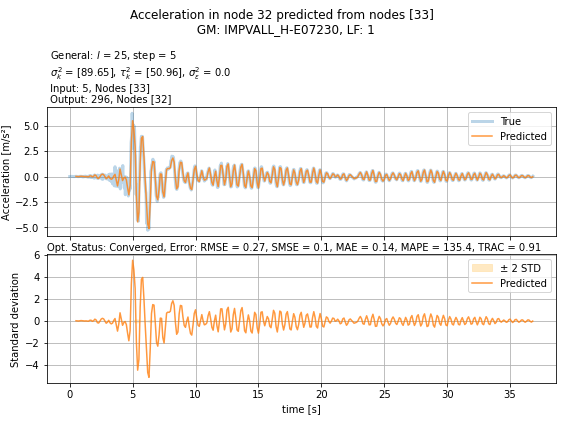 Acceleration in node 32 predicted from nodes [33]
GM: IMPVALL_H-E07230, LF: 1
General: l = 25, step = 5
σ²ₖ = [89.65], τ²ₖ = [50.96], σ²ε = 0.0
Input: 5, Nodes [33]
Output: 296, Nodes [32]
Acceleration [m/s²]
5.0
2.5
0.0
−2.5
−5.0
True
Predicted
Opt. Status: Converged, Error: RMSE = 0.27, SMSE = 0.1, MAE = 0.14, MAPE = 135.4, TRAC = 0.91
Standard deviation
6
4
2
0
−2
−4
± 2 STD
Predicted
0 5 10 15 20 25 30 35
time [s]